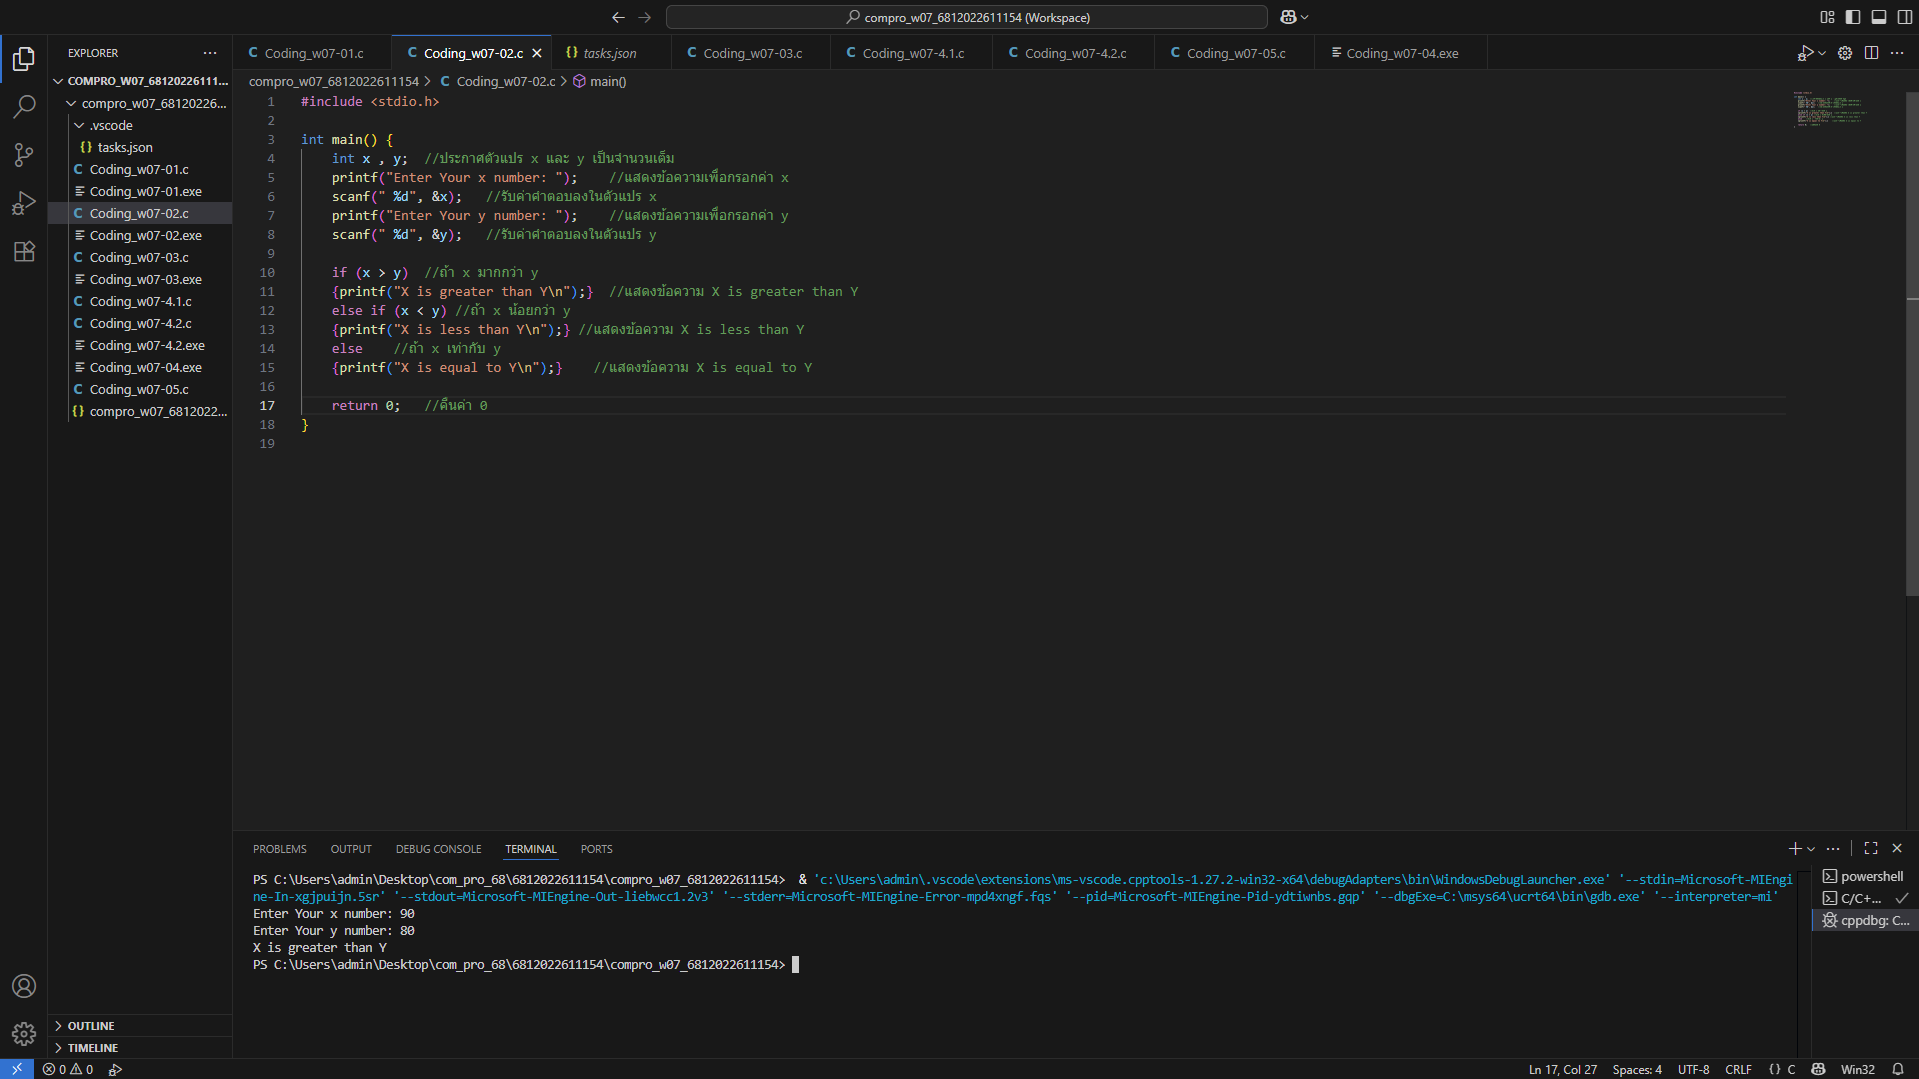 compro_w07_6812022611154 (Workspace)
EXPLORER
Coding_w07-01.c
Coding_w07-02.c
tasks.json
Coding_w07-03.c
Coding_w07-4.1.c
Coding_w07-4.2.c
Coding_w07-05.c
Coding_w07-04.exe
COMPRO_W07_68120226111...
compro_w07_68120226...
.vscode
tasks.json
Coding_w07-01.c
Coding_w07-01.exe
Coding_w07-02.c
Coding_w07-02.exe
Coding_w07-03.c
Coding_w07-03.exe
Coding_w07-4.1.c
Coding_w07-4.2.c
Coding_w07-4.2.exe
Coding_w07-04.exe
Coding_w07-05.c
compro_w07_6812022...
OUTLINE
TIMELINE
compro_w07_6812022611154 > Coding_w07-02.c > main()
1 #include <stdio.h>
2
3 int main() {
4 int x , y; //ประกาศตัวแปร x และ y เป็นจำนวนเต็ม
5 printf("Enter Your x number: "); //แสดงข้อความเพื่อกรอกค่า x
6 scanf(" %d", &x); //รับค่าคำตอบลงในตัวแปร x
7 printf("Enter Your y number: "); //แสดงข้อความเพื่อกรอกค่า y
8 scanf(" %d", &y); //รับค่าคำตอบลงในตัวแปร y
9
10 if (x > y) //ถ้า x มากกว่า y
11 {printf("X is greater than Y\n");} //แสดงข้อความ X is greater than Y
12 else if (x < y) //ถ้า x น้อยกว่า y
13 {printf("X is less than Y\n");} //แสดงข้อความ X is less than Y
14 else //ถ้า x เท่ากับ y
15 {printf("X is equal to Y\n");} //แสดงข้อความ X is equal to Y
16
17 return 0; //คืนค่า 0
18 }
19
PROBLEMS OUTPUT DEBUG CONSOLE TERMINAL PORTS
PS C:\Users\admin\Desktop\com_pro_68\6812022611154\compro_w07_6812022611154> & 'c:\Users\admin\.vscode\extensions\ms-vscode.cpptools-1.27.2-win32-x64\debugAdapters\bin\WindowsDebugLauncher.exe' '--stdin=Microsoft-MIEngi
ne-In-xgjpuijn.5sr' '--stdout=Microsoft-MIEngine-Out-liebwcc1.2v3' '--stderr=Microsoft-MIEngine-Error-mpd4xngf.fqs' '--pid=Microsoft-MIEngine-Pid-ydtiwnbs.gqp' '--dbgExe=C:\msys64\ucrt64\bin\gdb.exe' '--interpreter=mi'
Enter Your x number: 90
Enter Your y number: 80
X is greater than Y
PS C:\Users\admin\Desktop\com_pro_68\6812022611154\compro_w07_6812022611154>
powershell
C/C+...
cppdbg: C...
0 0
Ln 17, Col 27 Spaces: 4 UTF-8 CRLF {} C Win32